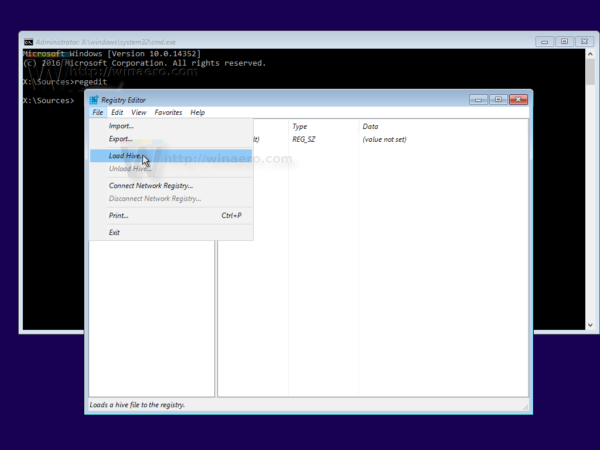 Administrator: X:\windows\system32\cmd.exe
Microsoft Windows [Version 10.0.14352]
(c) 2016 Microsoft Corporation. All rights reserved.
W http://winaero.com
X:\Sources>regedit
X:\Sources>
Registry Editor
File Edit View Favorites Help
Import... Type Data
Export... lt) REG_SZ (value not set)
Load Hive...
W http://winaero.com
Unload Hive...
Connect Network Registry...
Disconnect Network Registry...
Print... Ctrl+P
Exit
Loads a hive file to the registry.